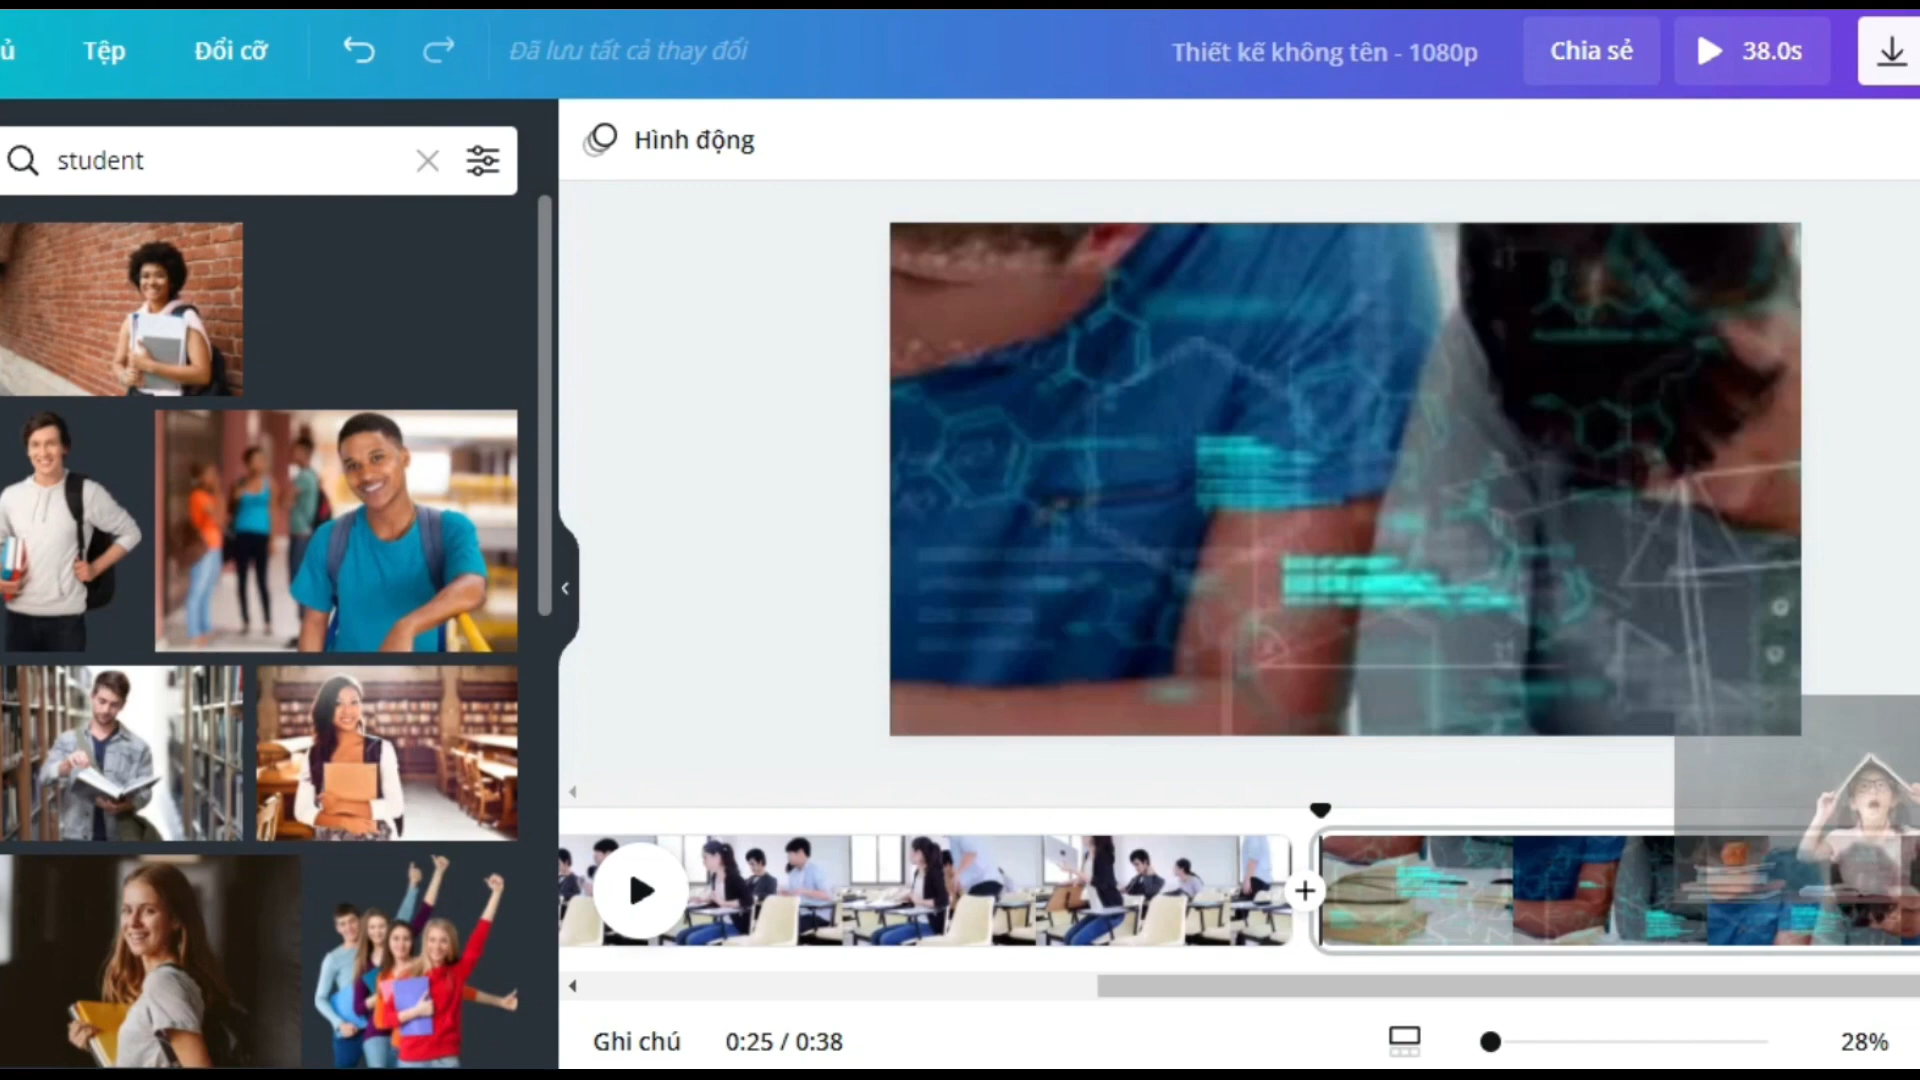 ủ Tệp Đổi cỡ Đã lưu tất cả thay đổi Thiết kế không tên - 1080p Chia sẻ 38.0s
student
Hình động
Ghi chú 0:25 / 0:38 28%